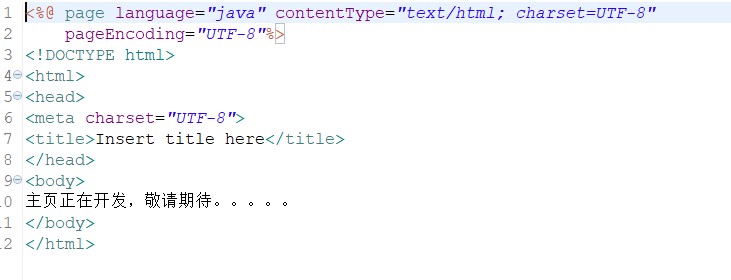 1 <%@ page language="java" contentType="text/html; charset=UTF-8"
2 pageEncoding="UTF-8"%>
3 <!DOCTYPE html>
4 <html>
5 <head>
6 <meta charset="UTF-8">
7 <title>Insert title here</title>
8 </head>
9 <body>
10 主页正在开发，敬请期待。。。。。
11 </body>
12 </html>